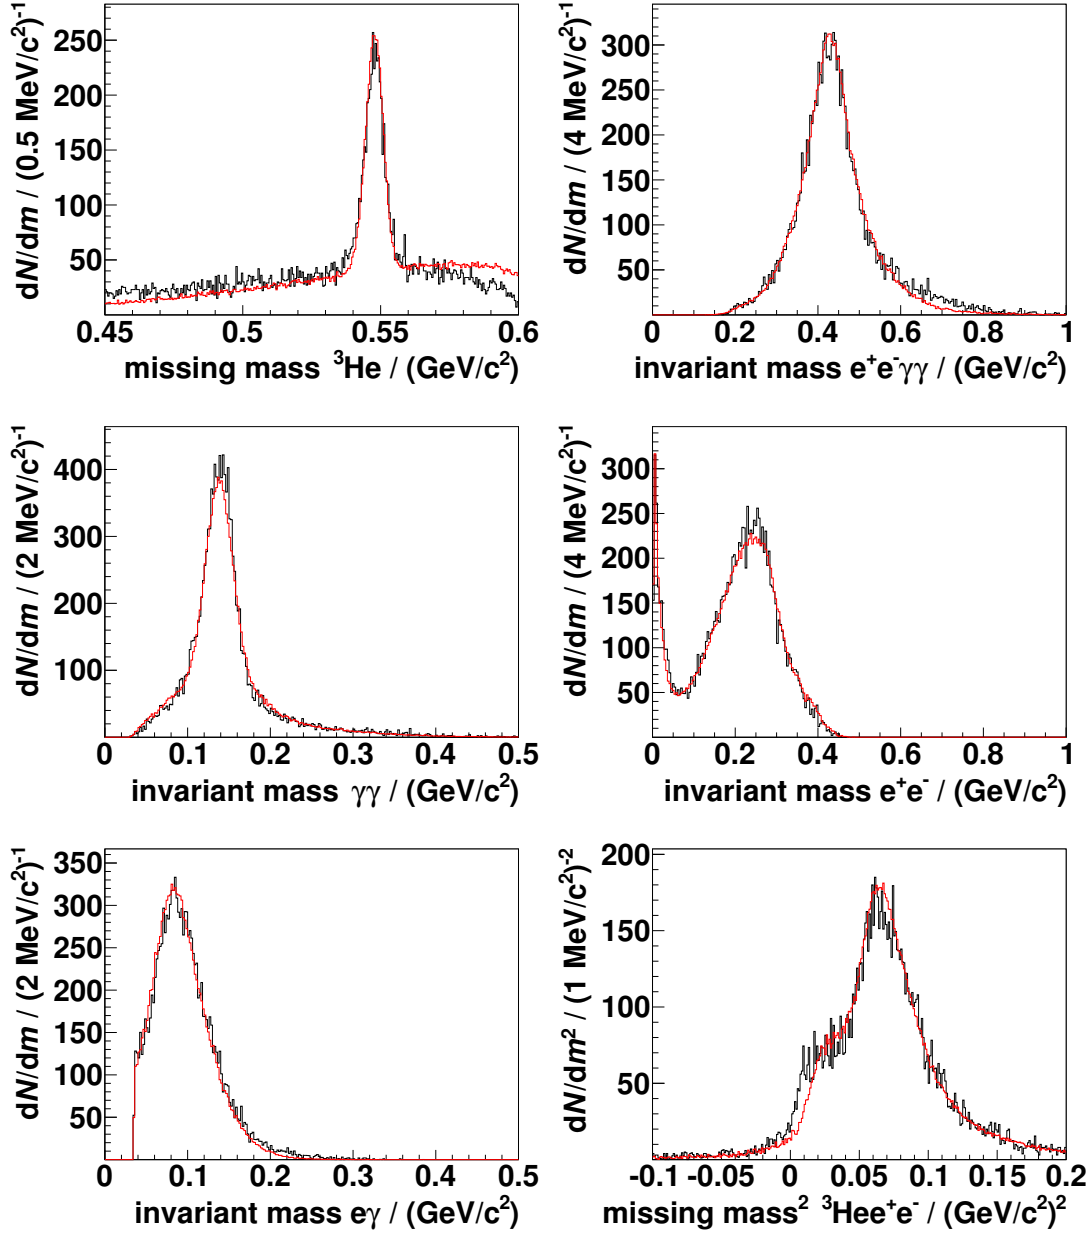 dN/dm / (0.5 MeV/c²)⁻¹
250
200
150
100
50
0.45 0.5 0.55 0.6
missing mass ³He / (GeV/c²)
dN/dm / (4 MeV/c²)⁻¹
300
250
200
150
100
50
0 0.2 0.4 0.6 0.8 1
invariant mass e⁺e⁻γγ / (GeV/c²)
dN/dm / (2 MeV/c²)⁻¹
400
300
200
100
0 0.1 0.2 0.3 0.4 0.5
invariant mass γγ / (GeV/c²)
dN/dm / (4 MeV/c²)⁻¹
300
250
200
150
100
50
0 0.2 0.4 0.6 0.8 1
invariant mass e⁺e⁻ / (GeV/c²)
dN/dm / (2 MeV/c²)⁻¹
350
300
250
200
150
100
50
0 0.1 0.2 0.3 0.4 0.5
invariant mass eγ / (GeV/c²)
dN/dm² / (1 MeV/c²)⁻²
200
150
100
50
-0.1 -0.05 0 0.05 0.1 0.15 0.2
missing mass² ³Hee⁺e⁻ / (GeV/c²)²